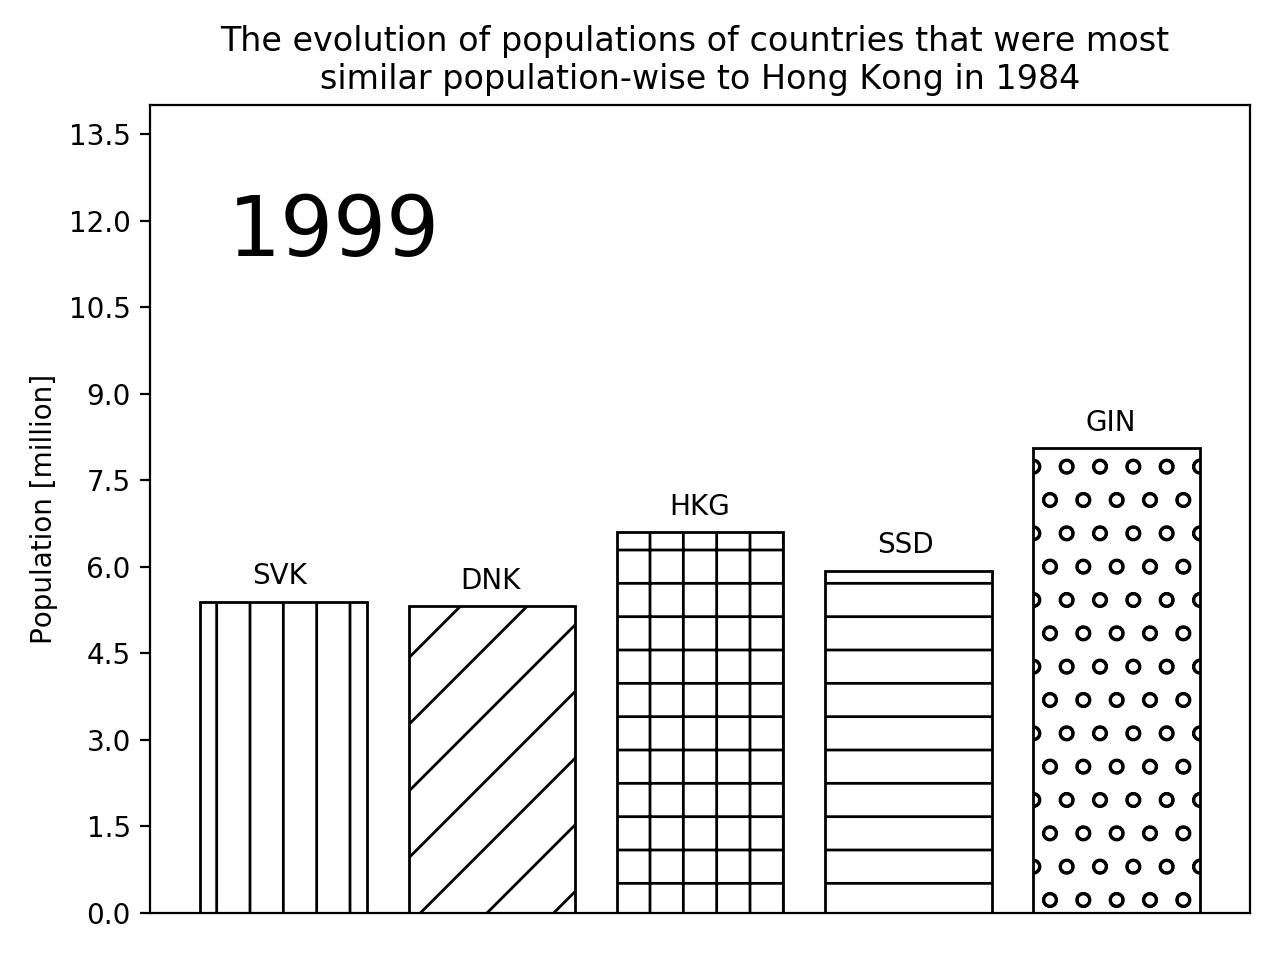 The evolution of populations of countries that were most
similar population-wise to Hong Kong in 1984
13.5
12.0
10.5
9.0
7.5
6.0
4.5
3.0
1.5
0.0
Population [million]
1999
SVK
DNK
HKG
SSD
GIN